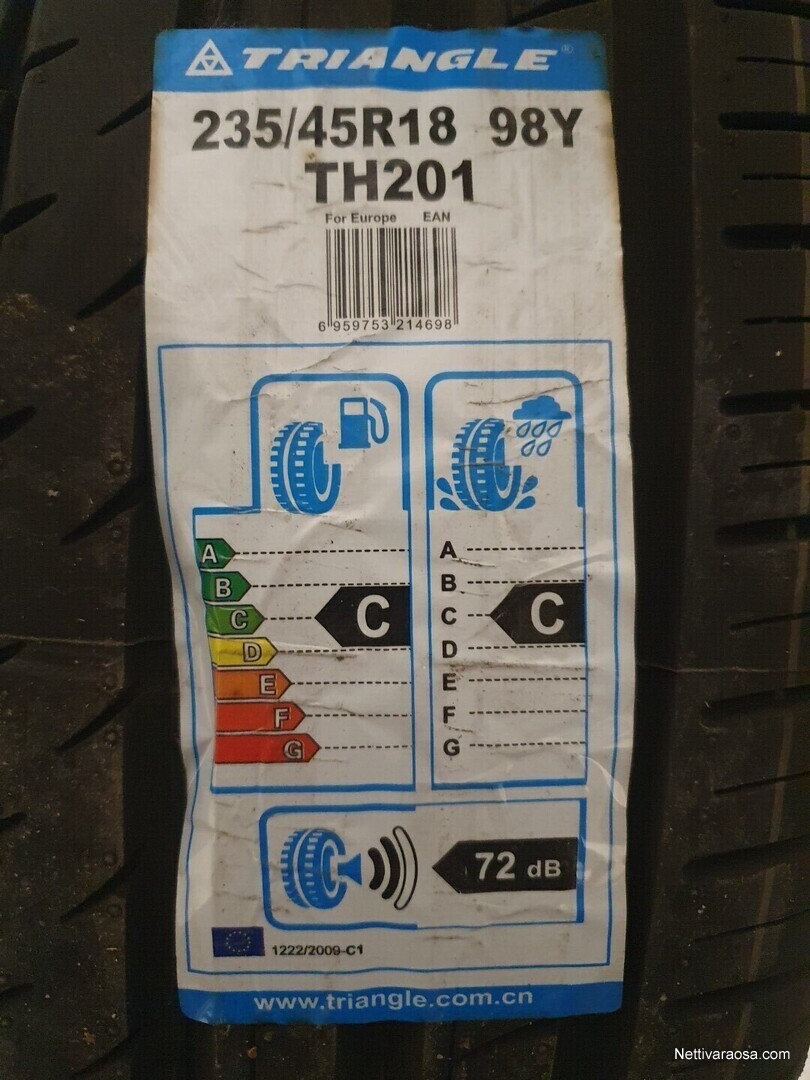 TRIANGLE®
235/45R18 98Y
TH201
For Europe EAN
6 959753 214698
A
B
C
D
E
F
G
C
A
B
C
D
E
F
G
C
72 dB
1222/2009-C1
www.triangle.com.cn
Nettivaraosa.com